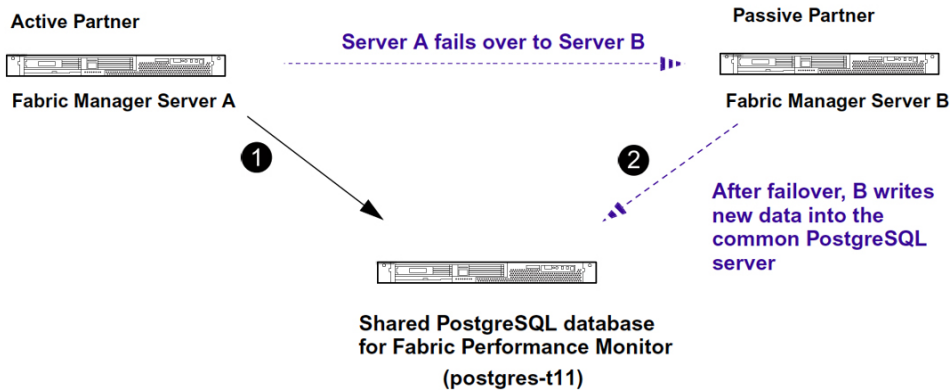 Active Partner
Passive Partner
Server A fails over to Server B
Fabric Manager Server A
Fabric Manager Server B
1
2
After failover, B writes
new data into the
common PostgreSQL
server
Shared PostgreSQL database
for Fabric Performance Monitor
(postgres-t11)